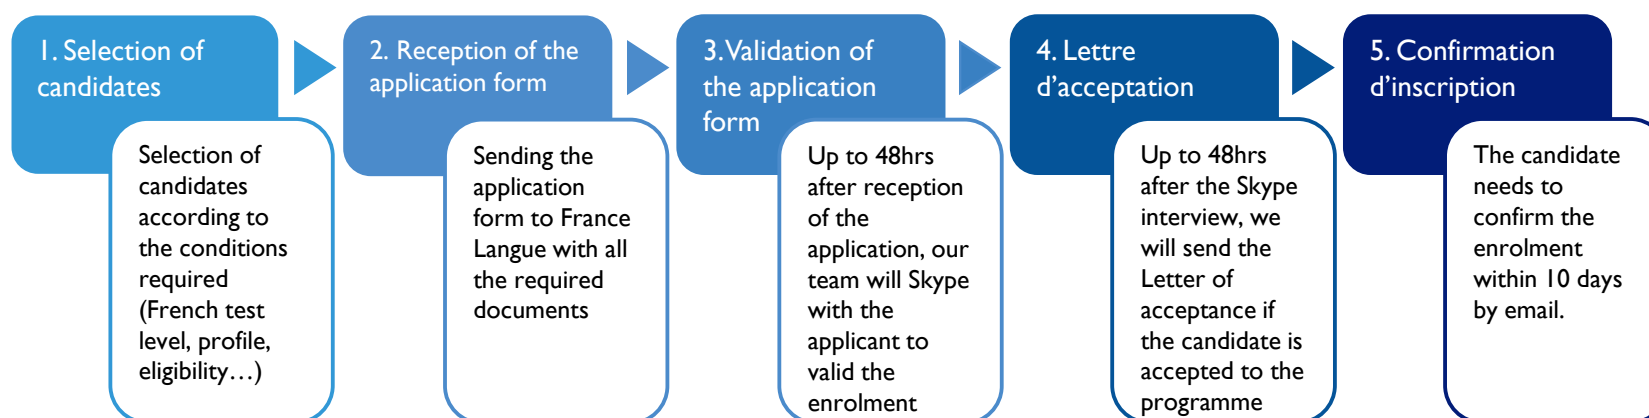 1. Selection of
candidates
Selection of
candidates
according to
the conditions
required
(French test
level, profile,
eligibility…)
2. Reception of the
application form
Sending the
application
form to France
Langue with all
the required
documents
3. Validation of
the application
form
Up to 48hrs
after reception
of the
application, our
team will Skype
with the
applicant to
valid the
enrolment
4. Lettre
d’acceptation
Up to 48hrs
after the Skype
interview, we
will send the
Letter of
acceptance if
the candidate is
accepted to the
programme
5. Confirmation
d’inscription
The candidate
needs to
confirm the
enrolment
within 10 days
by email.